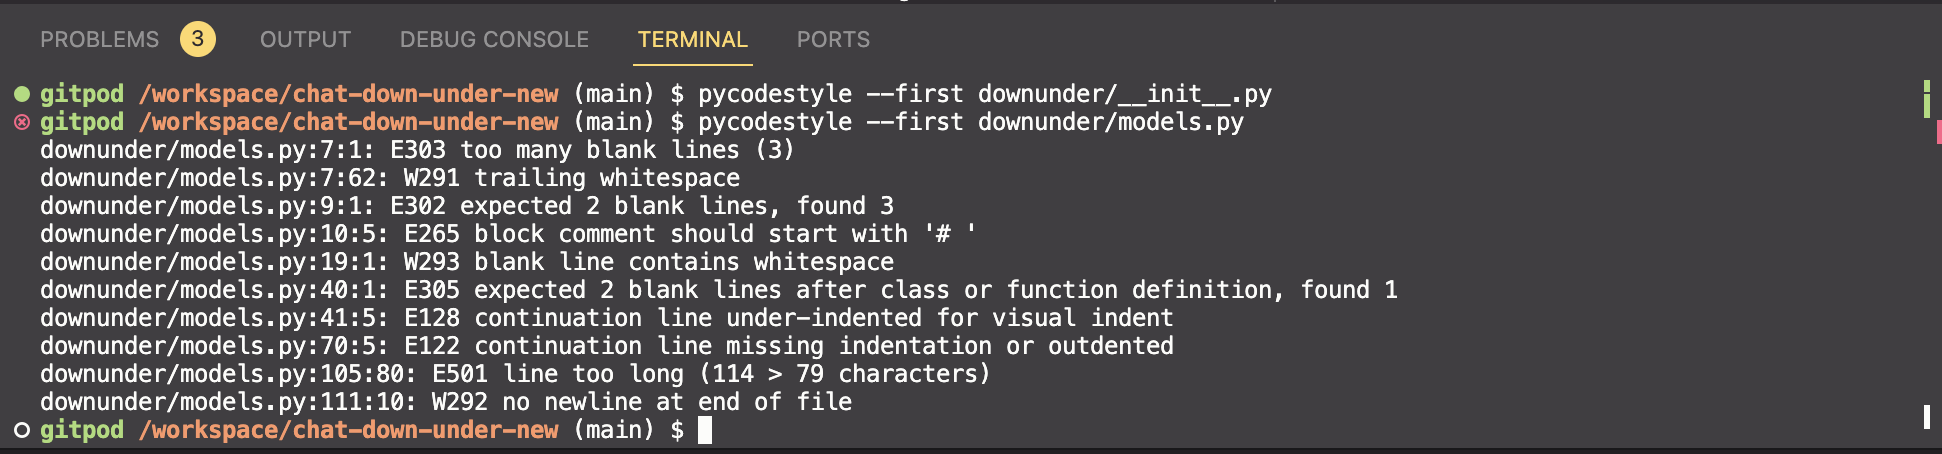 PROBLEMS 3 OUTPUT DEBUG CONSOLE TERMINAL PORTS
gitpod /workspace/chat-down-under-new (main) $ pycodestyle --first downunder/__init__.py
gitpod /workspace/chat-down-under-new (main) $ pycodestyle --first downunder/models.py
downunder/models.py:7:1: E303 too many blank lines (3)
downunder/models.py:7:62: W291 trailing whitespace
downunder/models.py:9:1: E302 expected 2 blank lines, found 3
downunder/models.py:10:5: E265 block comment should start with '# '
downunder/models.py:19:1: W293 blank line contains whitespace
downunder/models.py:40:1: E305 expected 2 blank lines after class or function definition, found 1
downunder/models.py:41:5: E128 continuation line under-indented for visual indent
downunder/models.py:70:5: E122 continuation line missing indentation or outdented
downunder/models.py:105:80: E501 line too long (114 > 79 characters)
downunder/models.py:111:10: W292 no newline at end of file
gitpod /workspace/chat-down-under-new (main) $